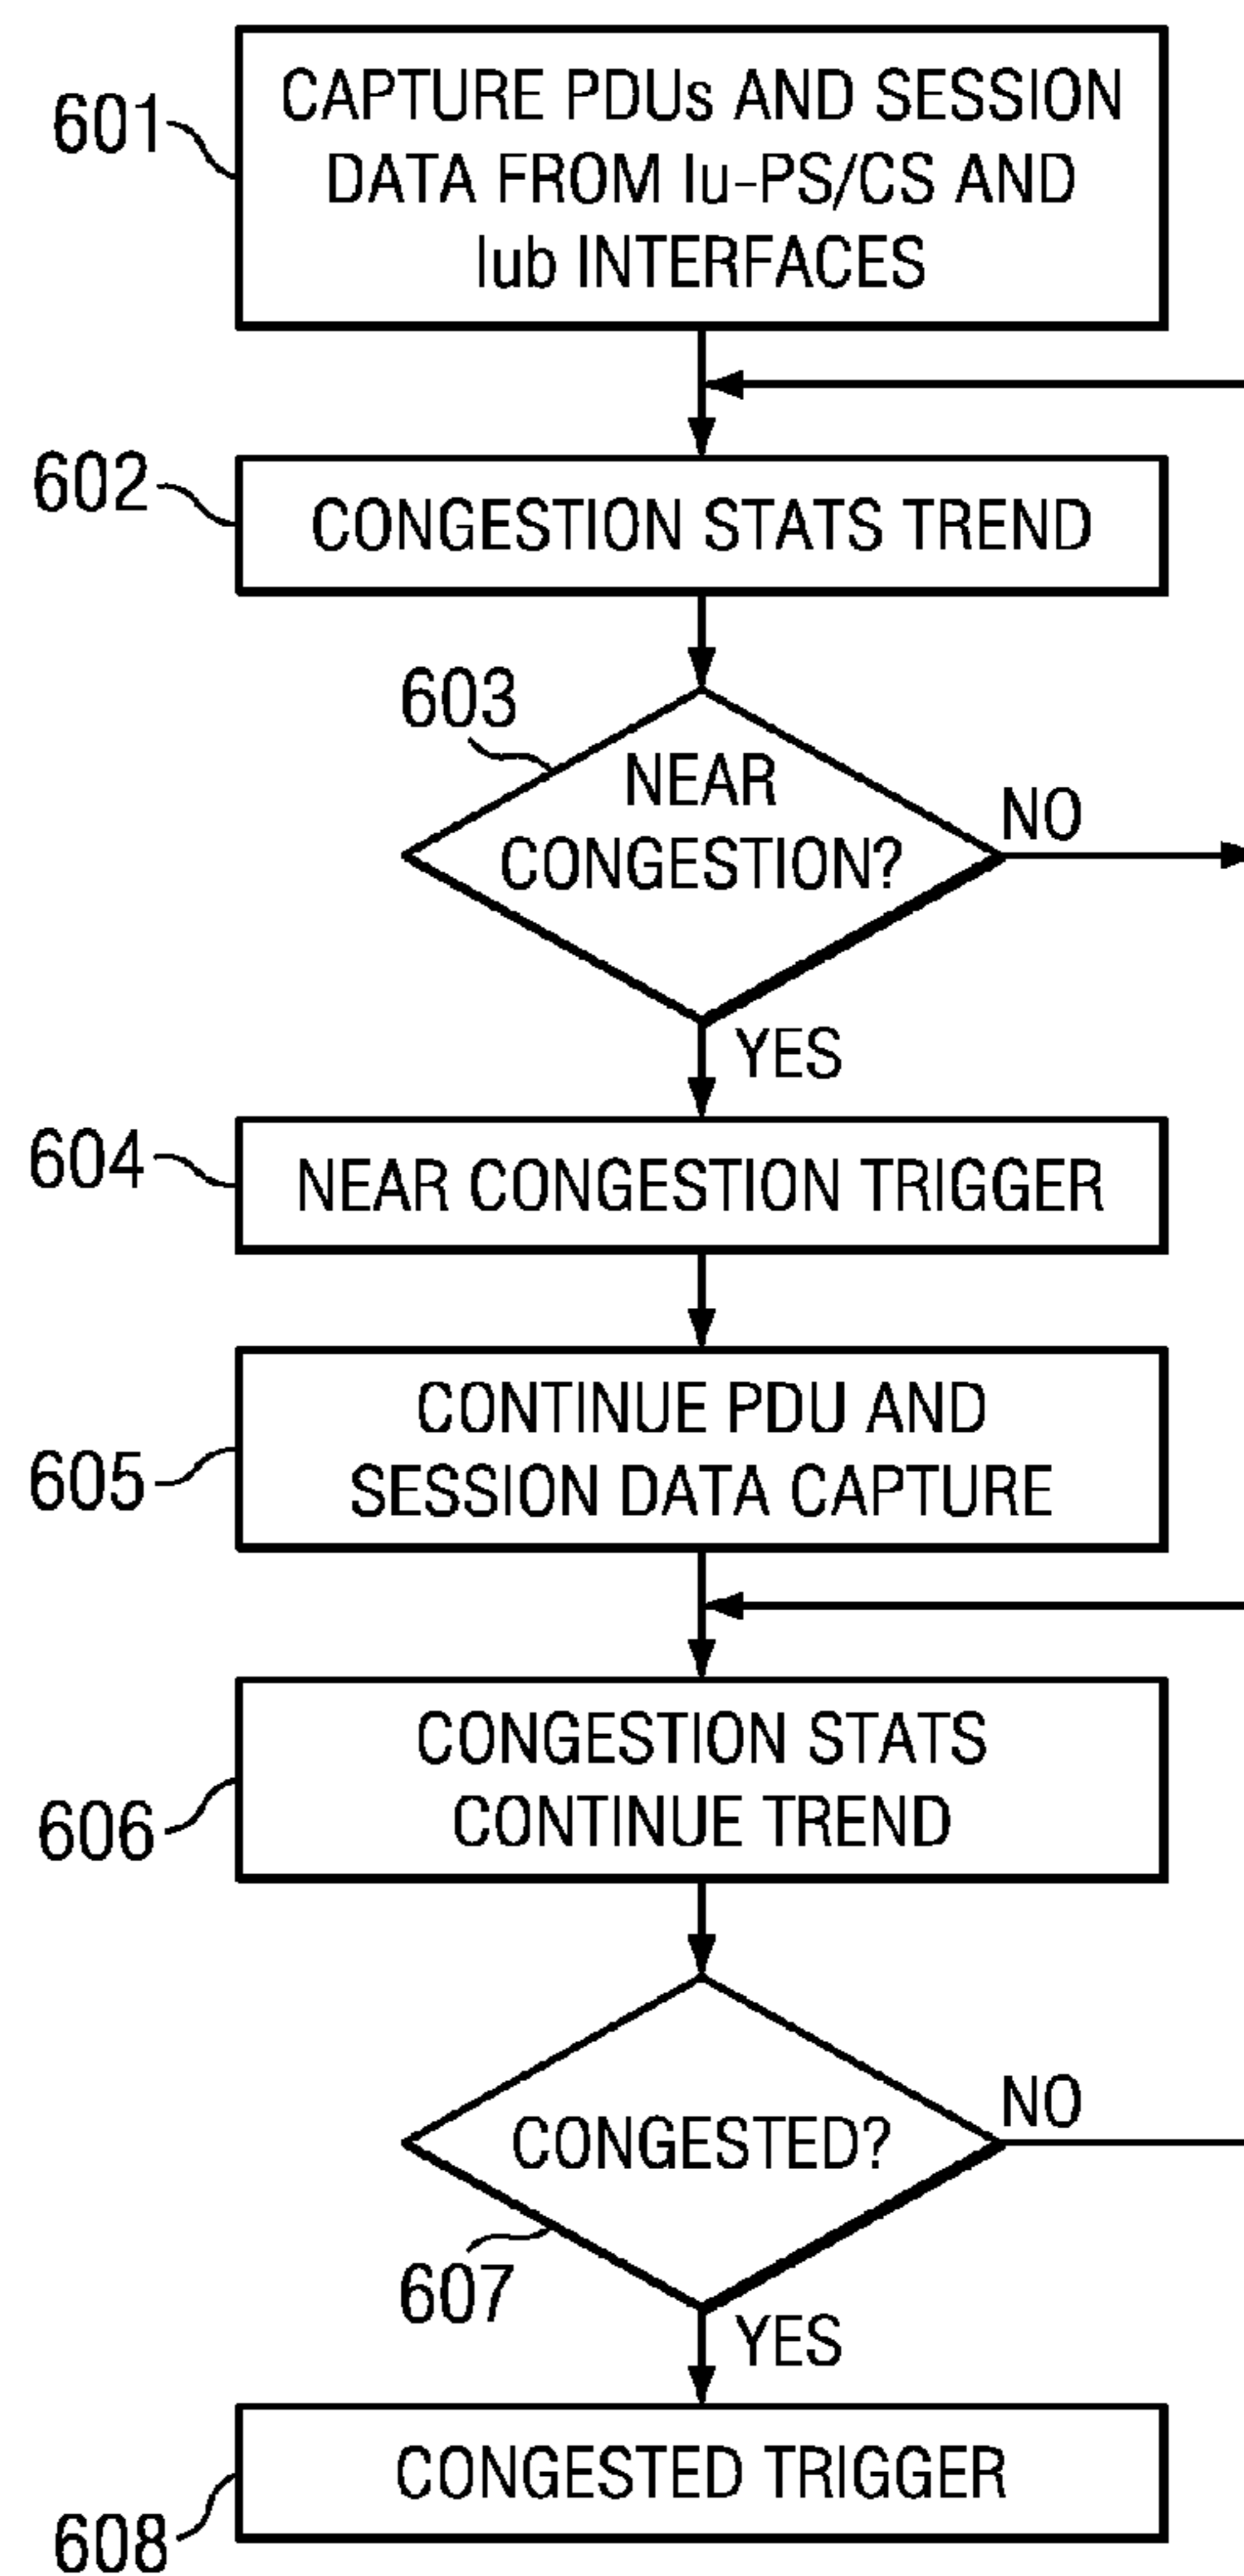 601
CAPTURE PDUs AND SESSION
DATA FROM Iu-PS/CS AND
Iub INTERFACES
602
CONGESTION STATS TREND
603
NEAR
CONGESTION?
NO
YES
604
NEAR CONGESTION TRIGGER
605
CONTINUE PDU AND
SESSION DATA CAPTURE
606
CONGESTION STATS
CONTINUE TREND
CONGESTED?
NO
607
YES
CONGESTED TRIGGER
608